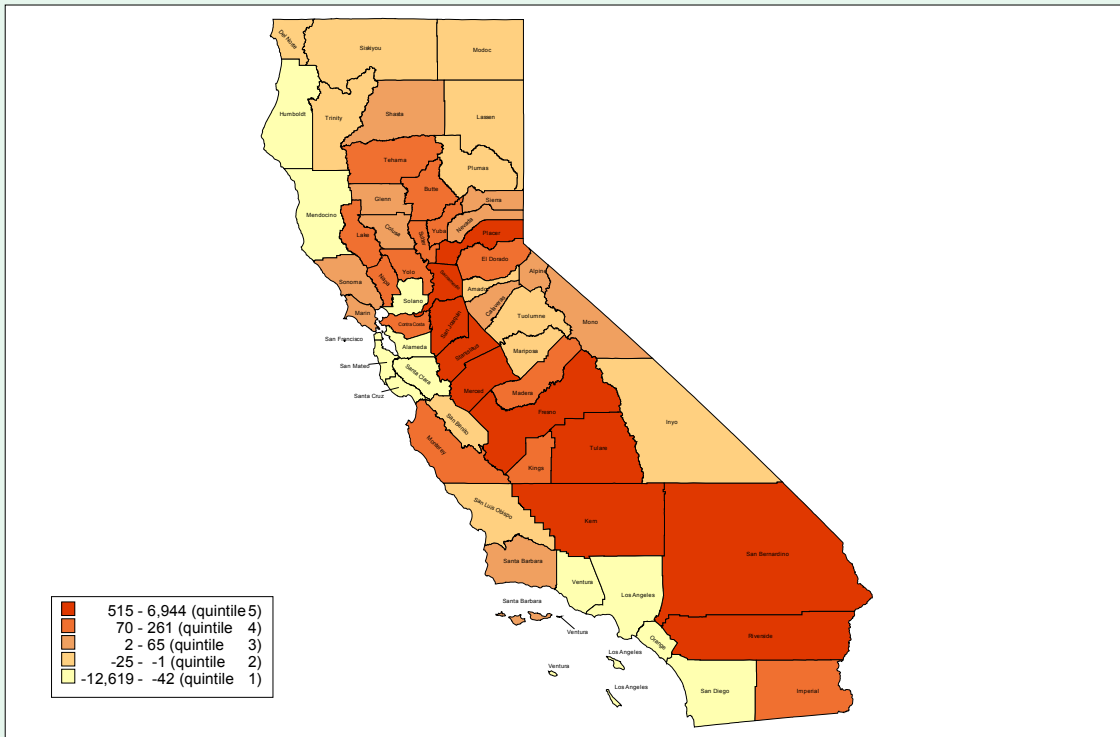 Del Norte
Siskiyou
Modoc
Humboldt
Trinity
Shasta
Lassen
Tehama
Plumas
Butte
Glenn
Sierra
Mendocino
Colusa
Lake
Sutter
Yuba
Nevada
Placer
Yolo
El Dorado
Sonoma
Napa
Sacramento
Alpine
Amador
Solano
Marin
Calaveras
Tuolumne
Mono
Contra Costa
San Joaquin
San Francisco
Alameda
Stanislaus
Mariposa
San Mateo
Santa Clara
Merced
Madera
Santa Cruz
Fresno
San Benito
Inyo
Monterey
Tulare
Kings
San Luis Obispo
Kern
San Bernardino
Santa Barbara
Ventura
Los Angeles
Santa Barbara
Ventura
Riverside
Orange
Los Angeles
Ventura
Los Angeles
San Diego
Imperial
515 - 6,944 (quintile 5)
70 - 261 (quintile 4)
2 - 65 (quintile 3)
-25 - -1 (quintile 2)
-12,619 - -42 (quintile 1)